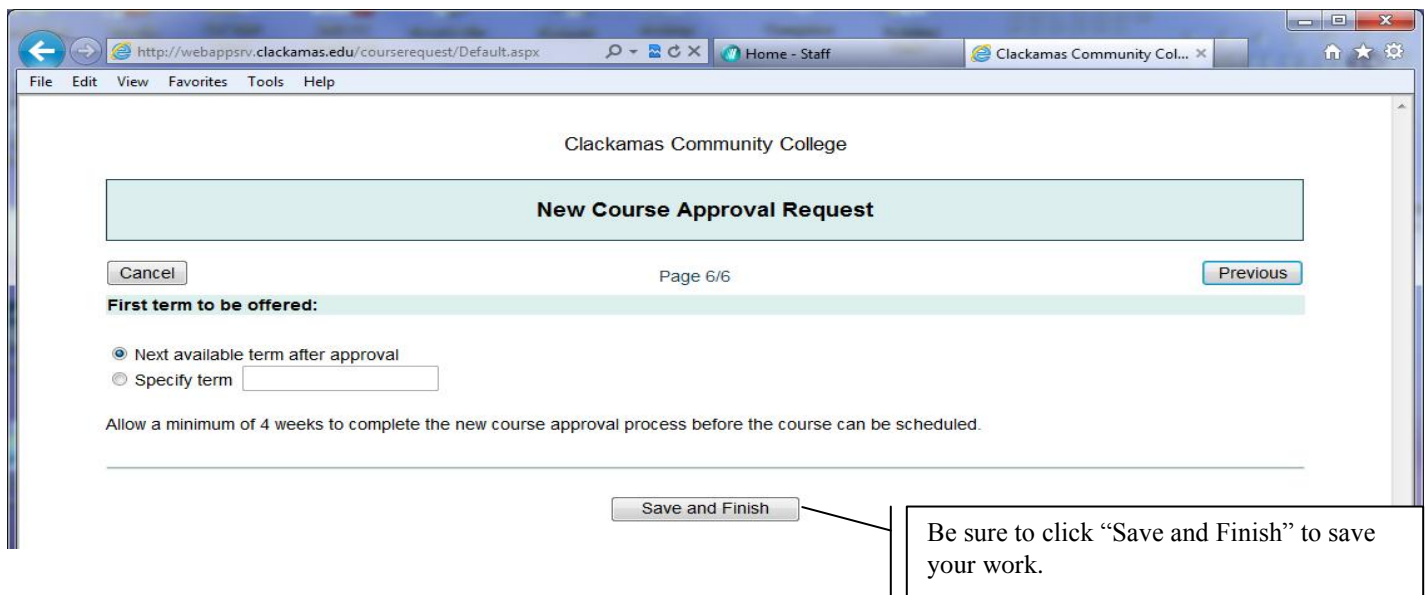 http://webappsrv.clackamas.edu/courserequest/Default.aspx
Home - Staff
Clackamas Community Col...
File Edit View Favorites Tools Help
Clackamas Community College
New Course Approval Request
Cancel
Page 6/6
Previous
First term to be offered:
Next available term after approval
Specify term
Allow a minimum of 4 weeks to complete the new course approval process before the course can be scheduled.
Save and Finish
Be sure to click “Save and Finish” to save
your work.